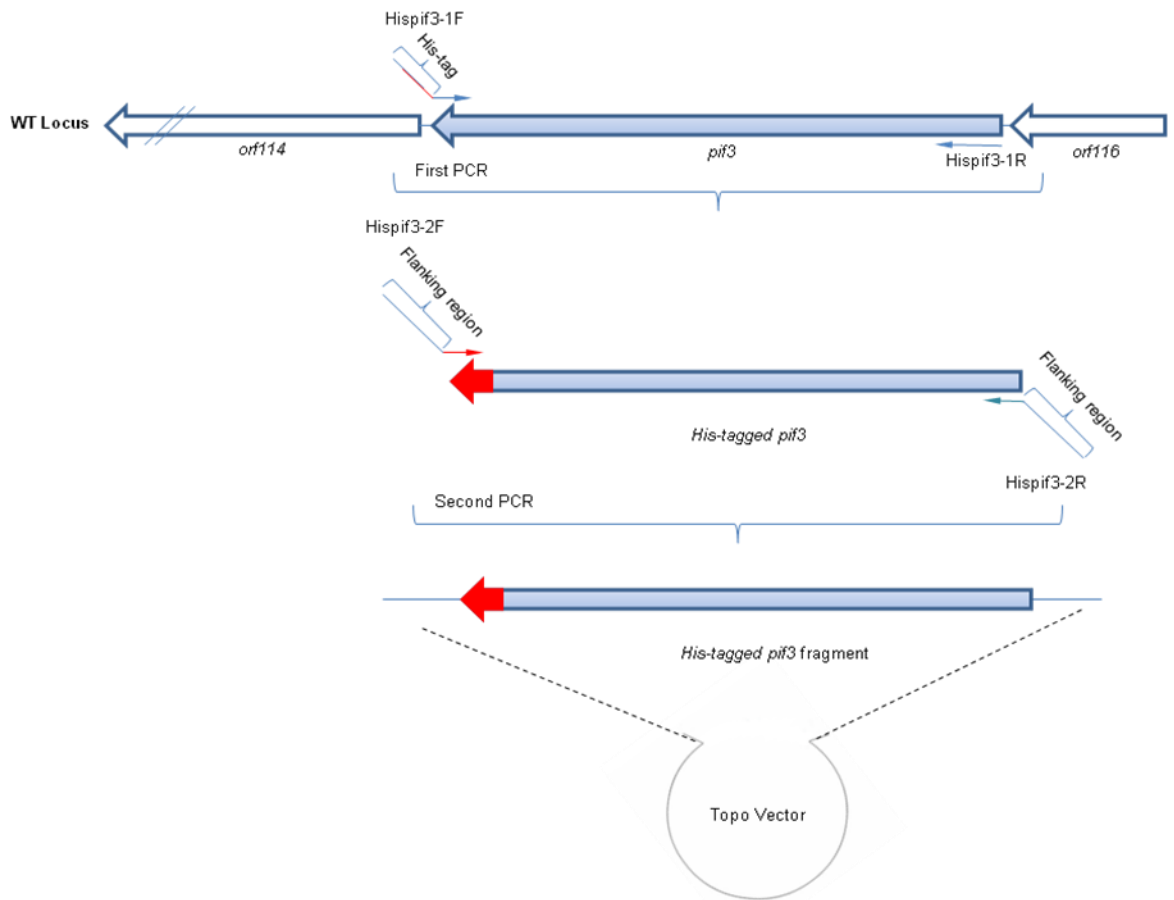 Hispif3-1F
His-tag
WT Locus
orf114
pif3
Hispif3-1R
orf116
First PCR
Hispif3-2F
Flanking region
Flanking region
His-tagged pif3
Hispif3-2R
Second PCR
His-tagged pif3 fragment
Topo Vector